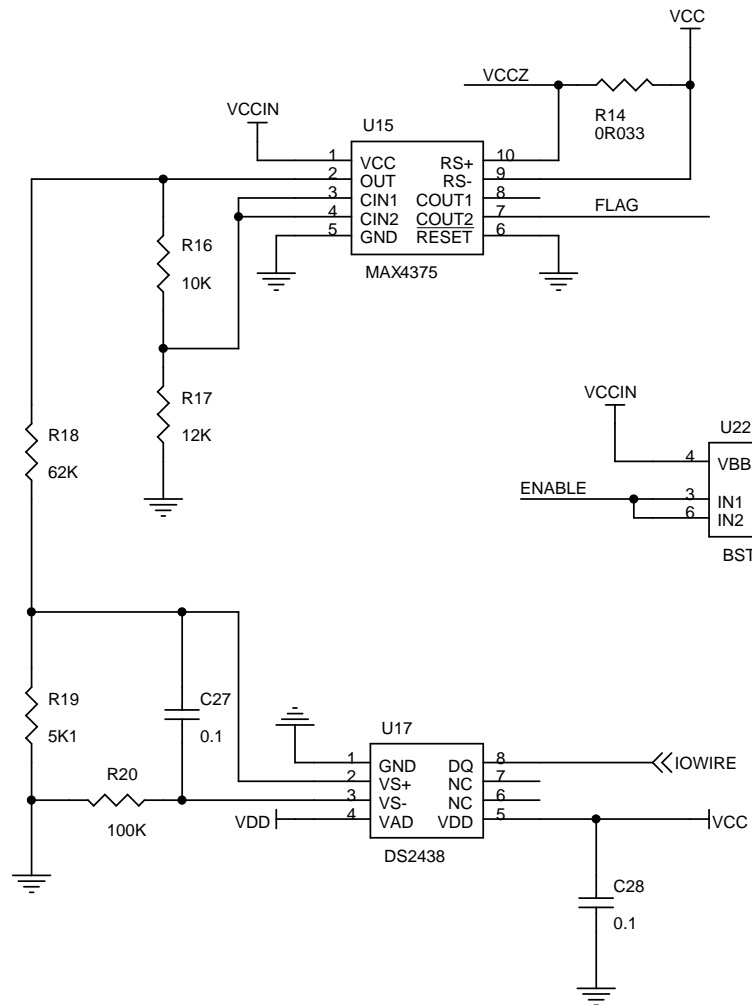 VCC
VCCZ
R14
0R033
VCCIN
U15
1 VCC RS+ 10
2 OUT RS- 9
3 CIN1 COUT1 8
4 CIN2 COUT2 7 FLAG
5 GND RESET 6
MAX4375
R16
10K
R17
12K
R18
62K
VCCIN
U22
4 VBB
ENABLE 3 IN1
6 IN2
BST
R19
5K1
C27
0.1
R20
100K
U17
1 GND DQ 8 IOWIRE
2 VS+ NC 7
3 VS- NC 6
VDD 4 VAD VDD 5 VCC
DS2438
C28
0.1